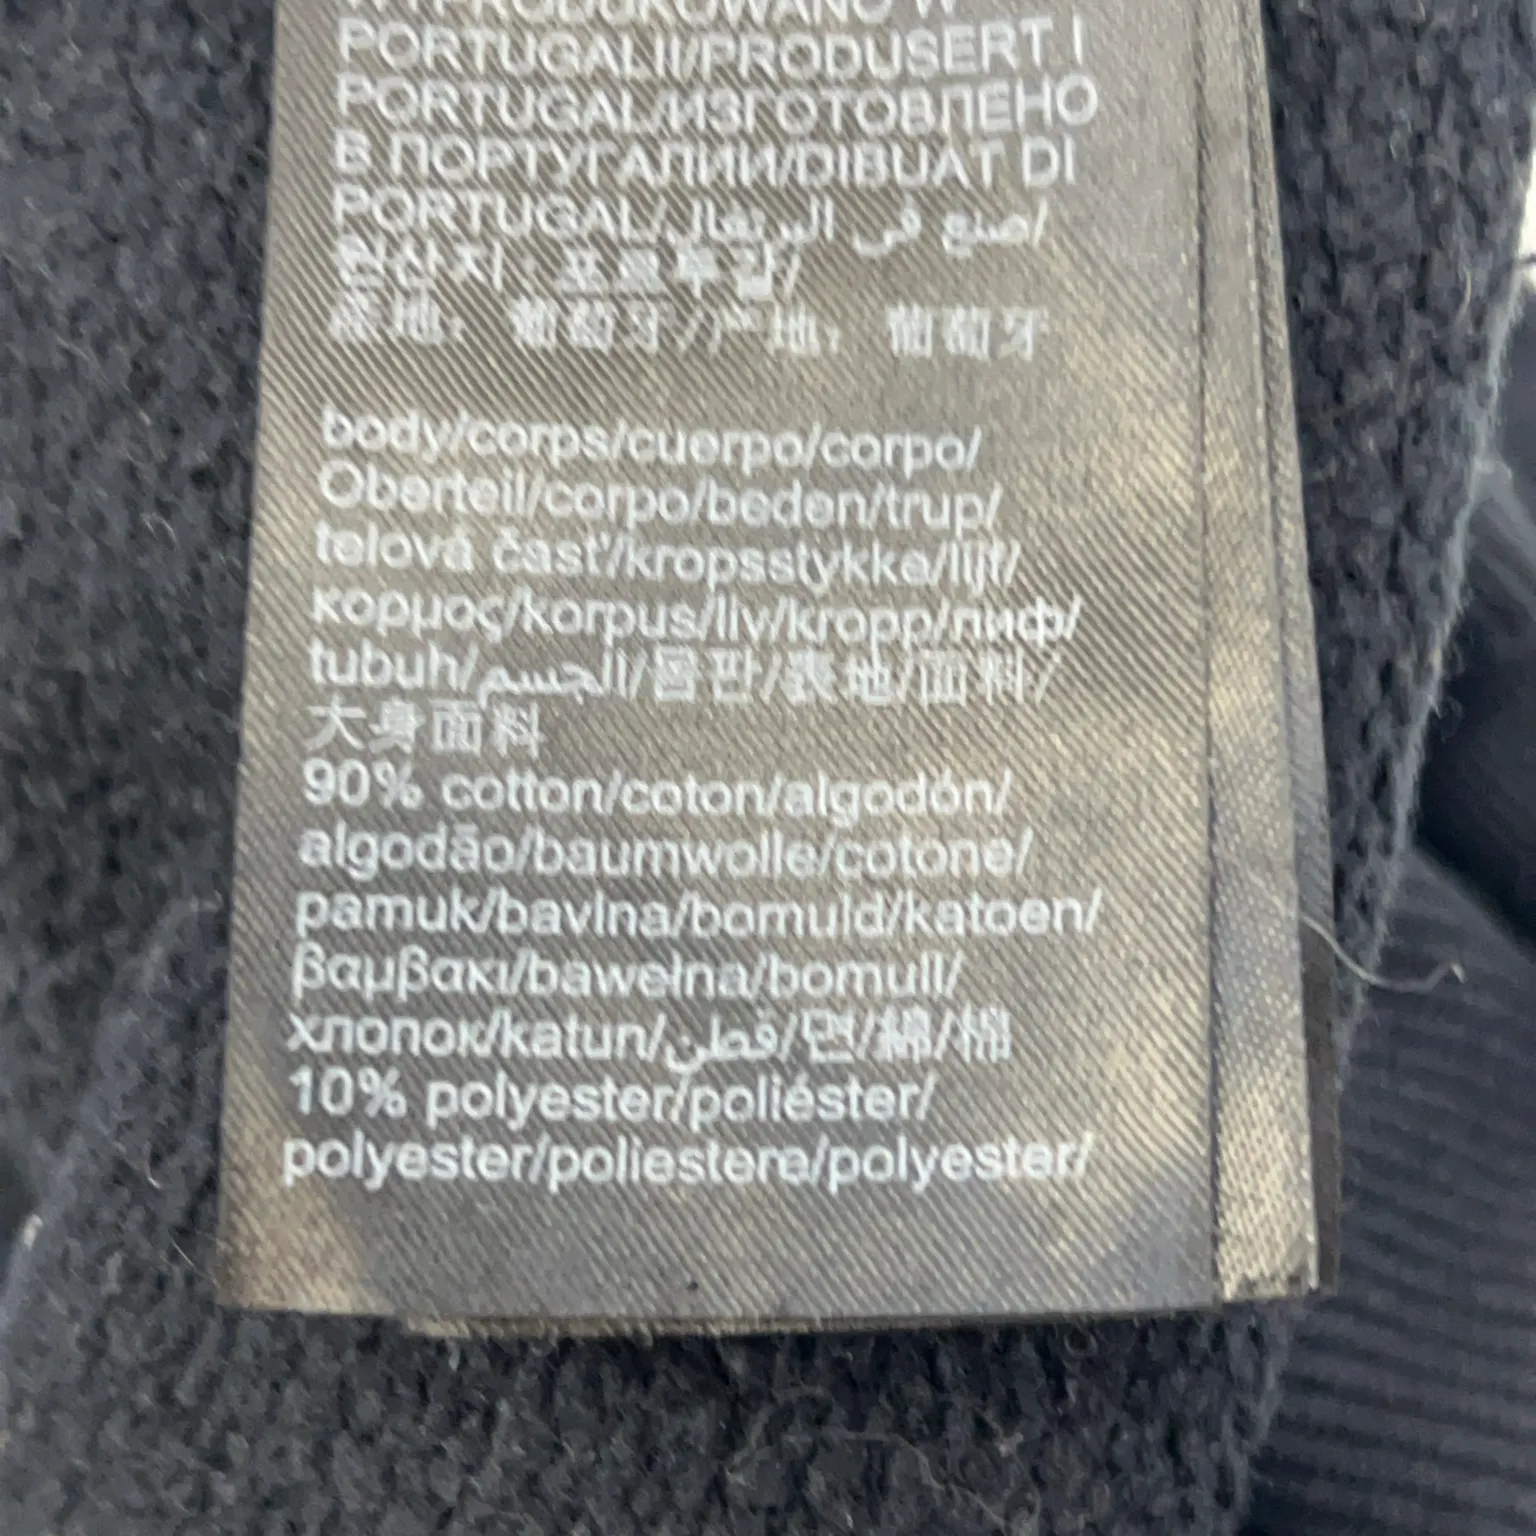 WYPRODUKOWANO W
PORTUGALII/PRODUSERT I
PORTUGAL/ИЗГОТОВЛЕНО
В ПОРТУГАЛИИ/DIBUAT DI
PORTUGAL/صنع في البرتغال/
원산지: 포르투갈/
產地: 葡萄牙/产地: 葡萄牙
body/corps/cuerpo/corpo/
Oberteil/corpo/beden/trup/
telová časť/kropsstykke/lijf/
κορμος/korpus/liv/kropp/лиф/
tubuh/الجسم/몸판/表地/面料/
大身面料
90% cotton/coton/algodón/
algodão/baumwolle/cotone/
pamuk/bavlna/bomuld/katoen/
βαμβακι/bawełna/bomull/
хлопок/katun/قطن/면/綿/棉
10% polyester/poliéster/
polyester/poliestere/polyester/